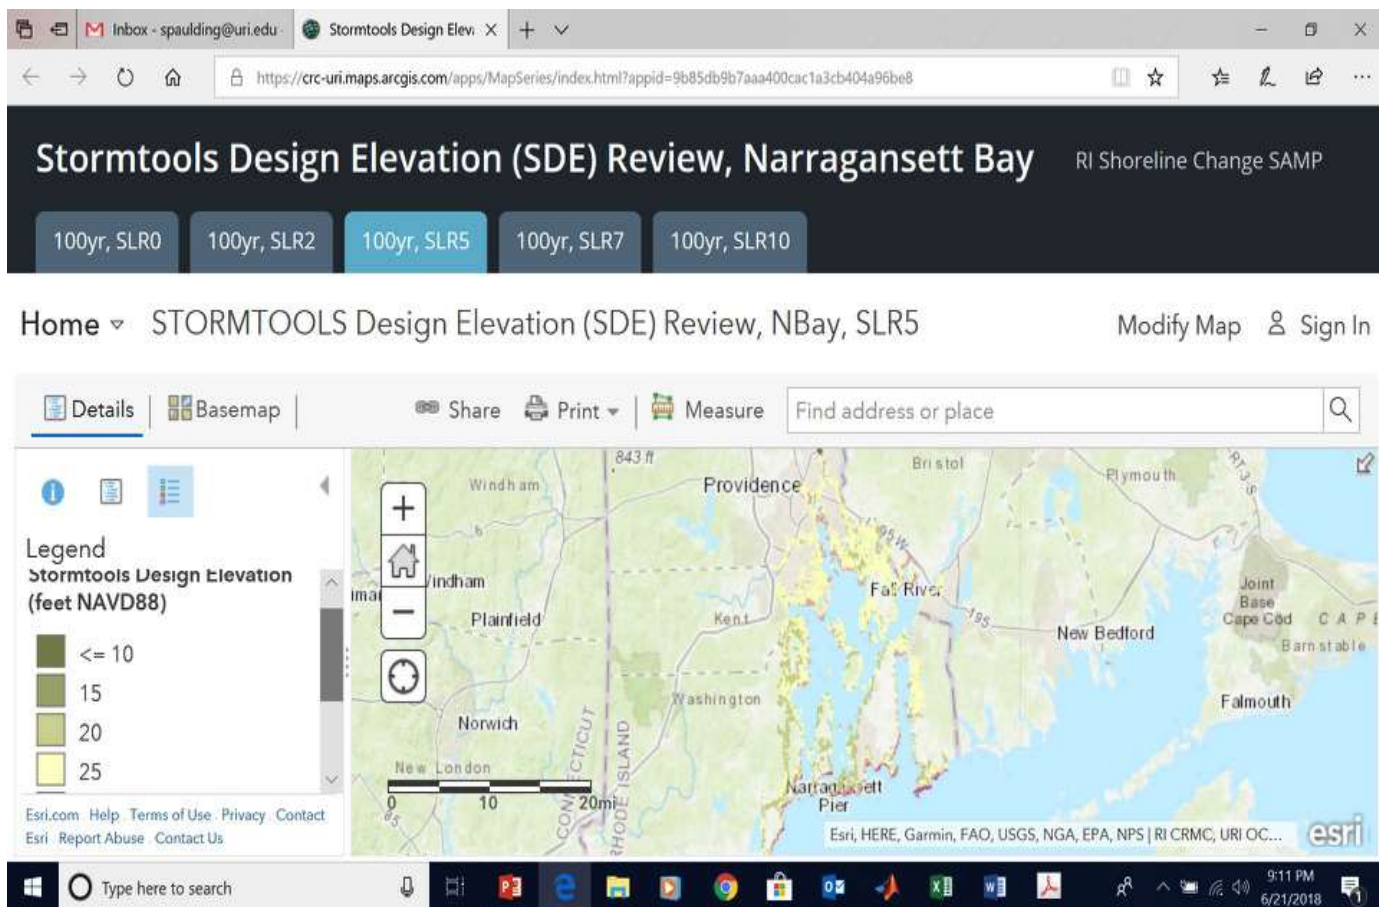 Inbox - spaulding@uri.edu
Stormtools Design Elev
https://crc-uri.maps.arcgis.com/apps/MapSeries/index.html?appid=9b85db9b7aaa400cac1a3cb404a96be8
Stormtools Design Elevation (SDE) Review, Narragansett Bay
RI Shoreline Change SAMP
100yr, SLR0
100yr, SLR2
100yr, SLR5
100yr, SLR7
100yr, SLR10
Home
STORMTOOLS Design Elevation (SDE) Review, NBay, SLR5
Modify Map
Sign In
Details
Basemap
Share
Print
Measure
Find address or place
Legend
Stormtools Design Elevation
(feet NAVD88)
<= 10
15
20
25
Esri.com Help Terms of Use Privacy Contact
Esri Report Abuse Contact Us
843 ft
Windham
Providence
Bristol
Plymouth
RT-3-S
6
95W
indham
Plainfield
Kent
Fall River
195
New Bedford
Joint
Base
Cape Cod
CAPE
Barnstable
Washington
Falmouth
Norwich
CONNECTICUT
RHODE ISLAND
New London
Narragansett
Pier
0
10
20mi
Esri, HERE, Garmin, FAO, USGS, NGA, EPA, NPS | RI CRMC, URI OC...
esri
Type here to search
9:11 PM
6/21/2018